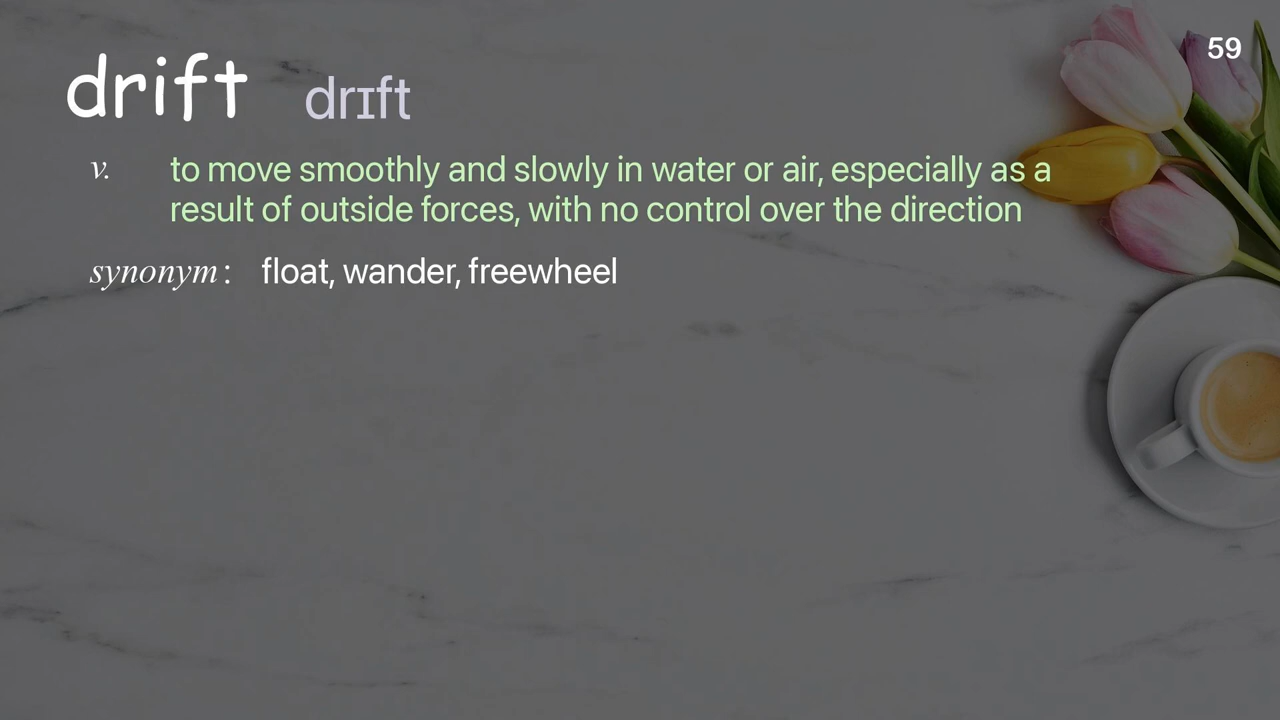 59
drift drɪft
v. to move smoothly and slowly in water or air, especially as a
result of outside forces, with no control over the direction
synonym: float, wander, freewheel